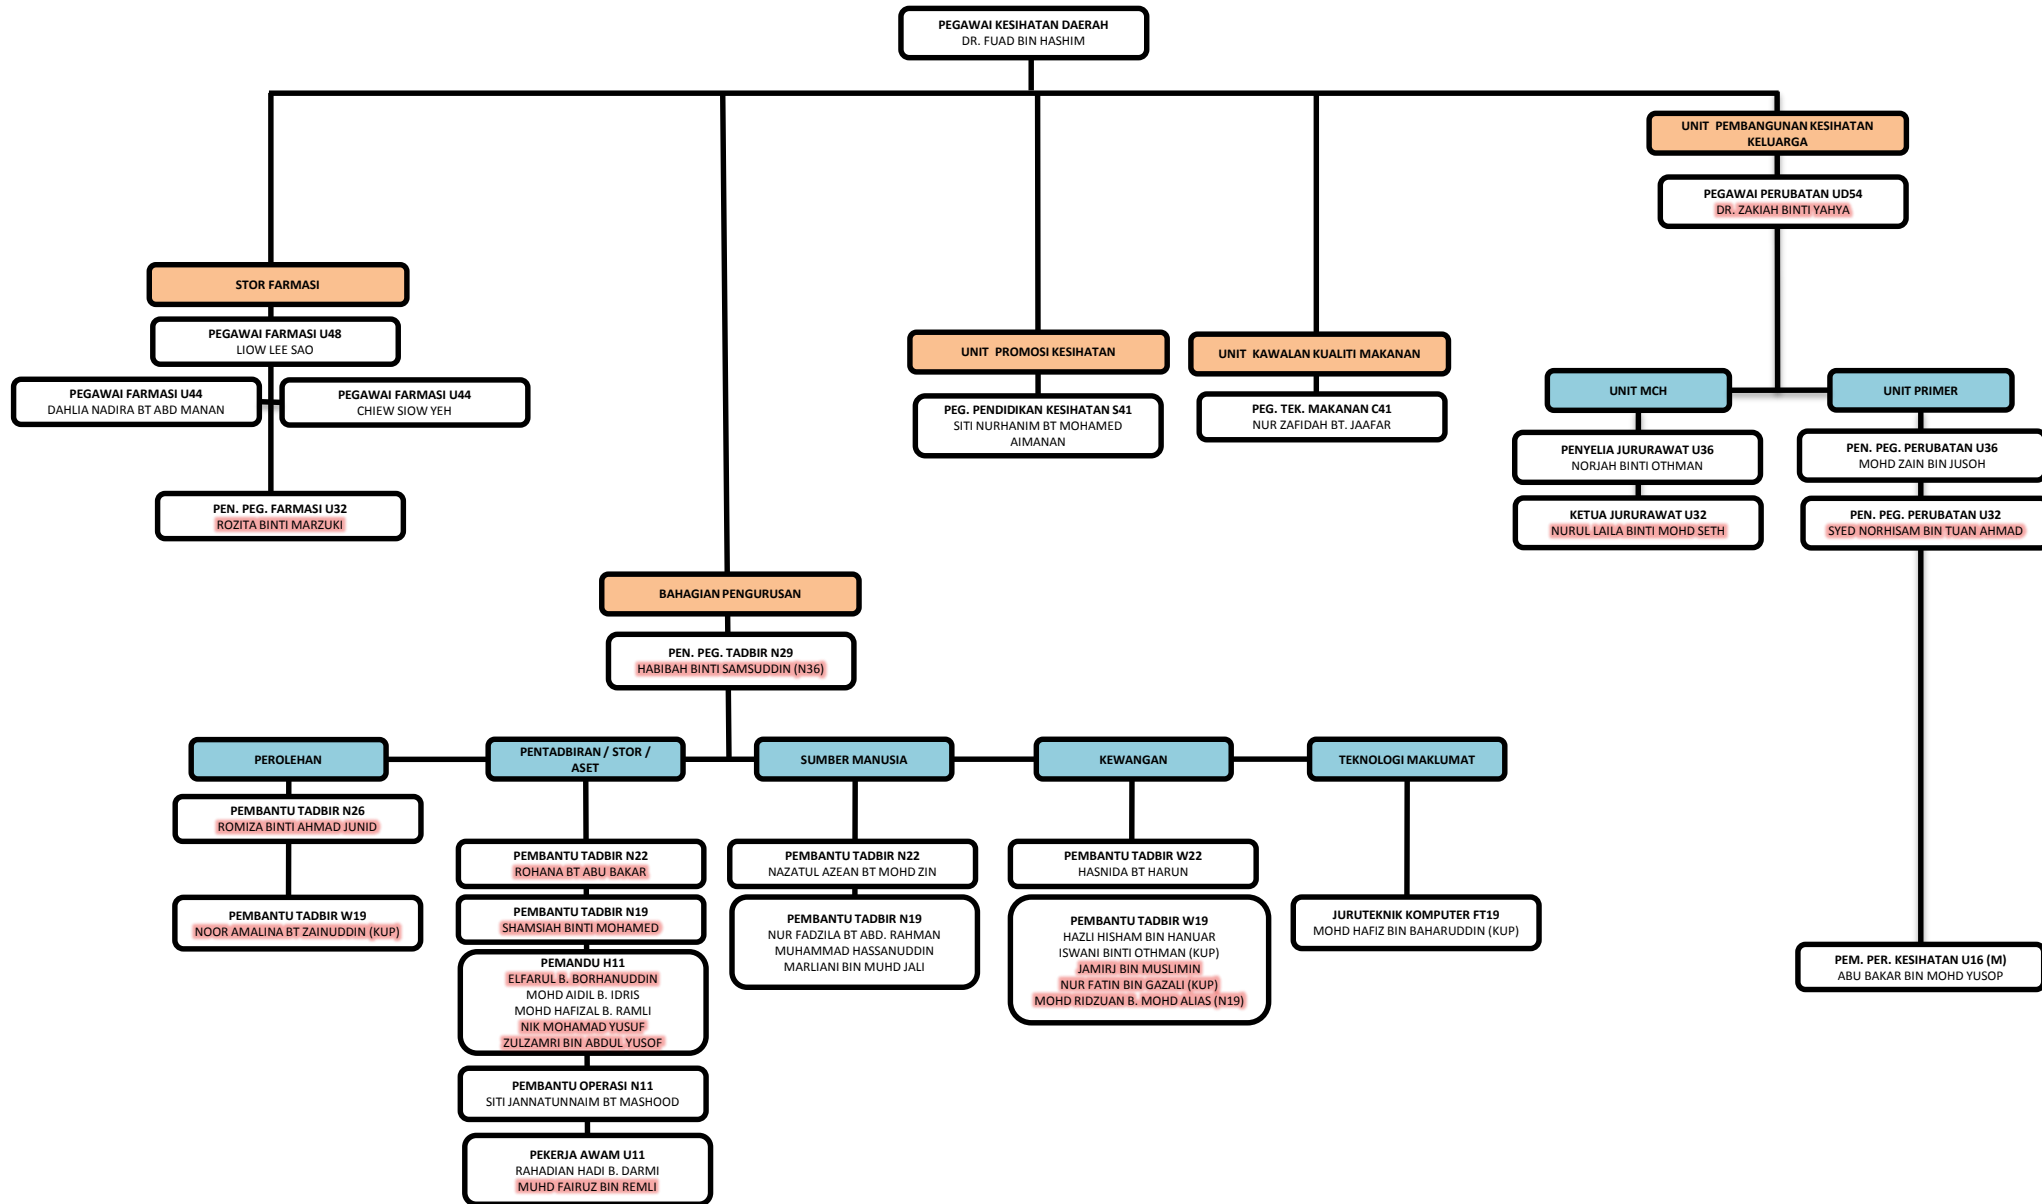 PEGAWAI KESIHATAN DAERAH
DR. FUAD BIN HASHIM
UNIT PEMBANGUNAN KESIHATAN
KELUARGA
PEGAWAI PERUBATAN UD54
DR. ZAKIAH BINTI YAHYA
STOR FARMASI
PEGAWAI FARMASI U48
LIOW LEE SAO
PEGAWAI FARMASI U44
DAHLIA NADIRA BT ABD MANAN
PEGAWAI FARMASI U44
CHIEW SIOW YEH
PEN. PEG. FARMASI U32
ROZITA BINTI MARZUKI
UNIT PROMOSI KESIHATAN
PEG. PENDIDIKAN KESIHATAN S41
SITI NURHANIM BT MOHAMED
AIMANAN
UNIT KAWALAN KUALITI MAKANAN
PEG. TEK. MAKANAN C41
NUR ZAFIDAH BT. JAAFAR
UNIT MCH
PENYELIA JURURAWAT U36
NORJAH BINTI OTHMAN
KETUA JURURAWAT U32
NURUL LAILA BINTI MOHD SETH
UNIT PRIMER
PEN. PEG. PERUBATAN U36
MOHD ZAIN BIN JUSOH
PEN. PEG. PERUBATAN U32
SYED NORHISAM BIN TUAN AHMAD
PEM. PER. KESIHATAN U16 (M)
ABU BAKAR BIN MOHD YUSOP
BAHAGIAN PENGURUSAN
PEN. PEG. TADBIR N29
HABIBAH BINTI SAMSUDDIN (N36)
PEROLEHAN
PEMBANTU TADBIR N26
ROMIZA BINTI AHMAD JUNID
PEMBANTU TADBIR W19
NOOR AMALINA BT ZAINUDDIN (KUP)
PENTADBIRAN / STOR /
ASET
PEMBANTU TADBIR N22
ROHANA BT ABU BAKAR
PEMBANTU TADBIR N19
SHAMSIAH BINTI MOHAMED
PEMANDU H11
ELFARUL B. BORHANUDDIN
MOHD AIDIL B. IDRIS
MOHD HAFIZAL B. RAMLI
NIK MOHAMAD YUSUF
ZULZAMRI BIN ABDUL YUSOF
PEMBANTU OPERASI N11
SITI JANNATUNNAIM BT MASHOOD
PEKERJA AWAM U11
RAHADIAN HADI B. DARMI
MUHD FAIRUZ BIN REMLI
SUMBER MANUSIA
PEMBANTU TADBIR N22
NAZATUL AZEAN BT MOHD ZIN
PEMBANTU TADBIR N19
NUR FADZILA BT ABD. RAHMAN
MUHAMMAD HASSANUDDIN
MARLIANI BIN MUHD JALI
KEWANGAN
PEMBANTU TADBIR W22
HASNIDA BT HARUN
PEMBANTU TADBIR W19
HAZLI HISHAM BIN HANUAR
ISWANI BINTI OTHMAN (KUP)
JAMIRJ BIN MUSLIMIN
NUR FATIN BIN GAZALI (KUP)
MOHD RIDZUAN B. MOHD ALIAS (N19)
TEKNOLOGI MAKLUMAT
JURUTEKNIK KOMPUTER FT19
MOHD HAFIZ BIN BAHARUDDIN (KUP)